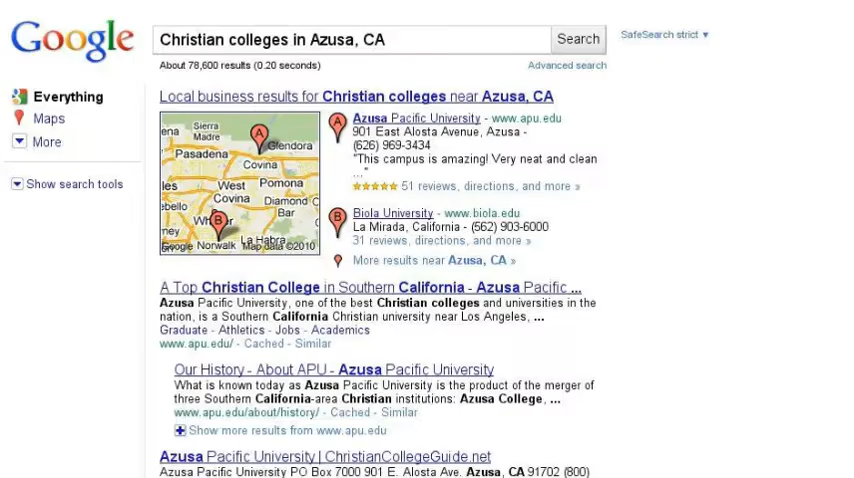 Google
Christian colleges in Azusa, CA
Search
SafeSearch strict ▼
About 78,600 results (0.20 seconds)
Advanced search
Everything
Maps
More
Show search tools
Local business results for Christian colleges near Azusa, CA
Sierra
Madre
Glendora
Pasadena
Covina
West
Covina
Pomona
Diamond
Bar
Norwalk
La Habra
Map data ©2010
A
B
A
Azusa Pacific University - www.apu.edu
901 East Alosta Avenue, Azusa -
(626) 969-3434
"This campus is amazing! Very neat and clean
..."
51 reviews, directions, and more »
B
Biola University - www.biola.edu
La Mirada, California - (562) 903-6000
31 reviews, directions, and more »
More results near Azusa, CA »
A Top Christian College in Southern California - Azusa Pacific ...
Azusa Pacific University, one of the best Christian colleges and universities in the
nation, is a Southern California Christian university near Los Angeles, ...
Graduate - Athletics - Jobs - Academics
www.apu.edu/ - Cached - Similar
Our History - About APU - Azusa Pacific University
What is known today as Azusa Pacific University is the product of the merger of
three Southern California-area Christian institutions: Azusa College, ...
www.apu.edu/about/history/ - Cached - Similar
Show more results from www.apu.edu
Azusa Pacific University | ChristianCollegeGuide.net
Azusa Pacific University PO Box 7000 901 E. Alosta Ave. Azusa, CA 91702 (800)